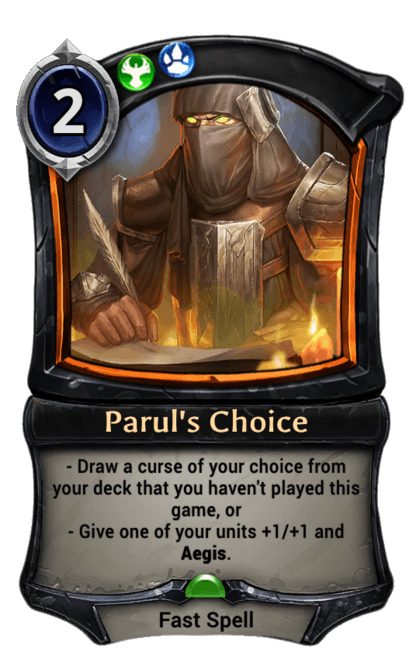 2
Parul's Choice
- Draw a curse of your choice from
your deck that you haven't played this
game, or
- Give one of your units +1/+1 and
Aegis.
Fast Spell